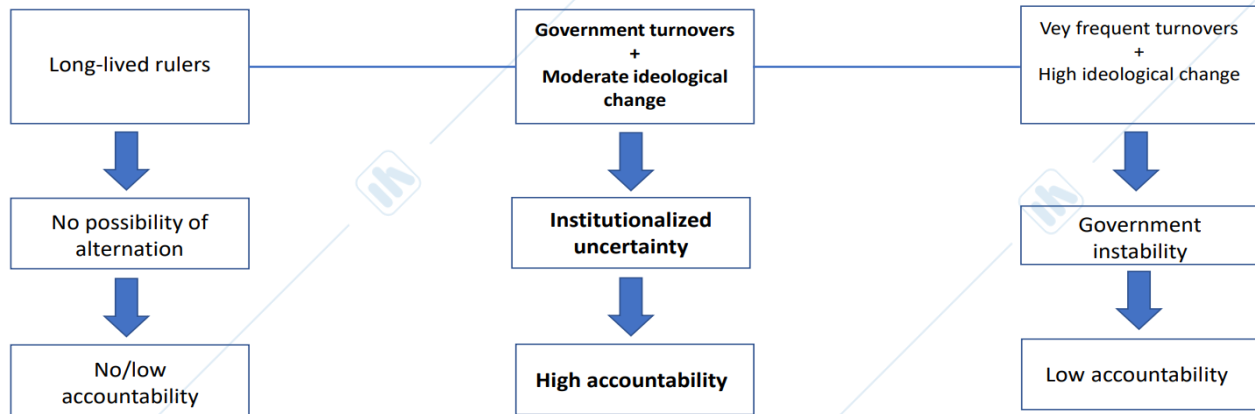 Long-lived rulers
Government turnovers
+
Moderate ideological
change
Vey frequent turnovers
+
High ideological change
No possibility of
alternation
Institutionalized
uncertainty
Government
instability
No/low
accountability
High accountability
Low accountability